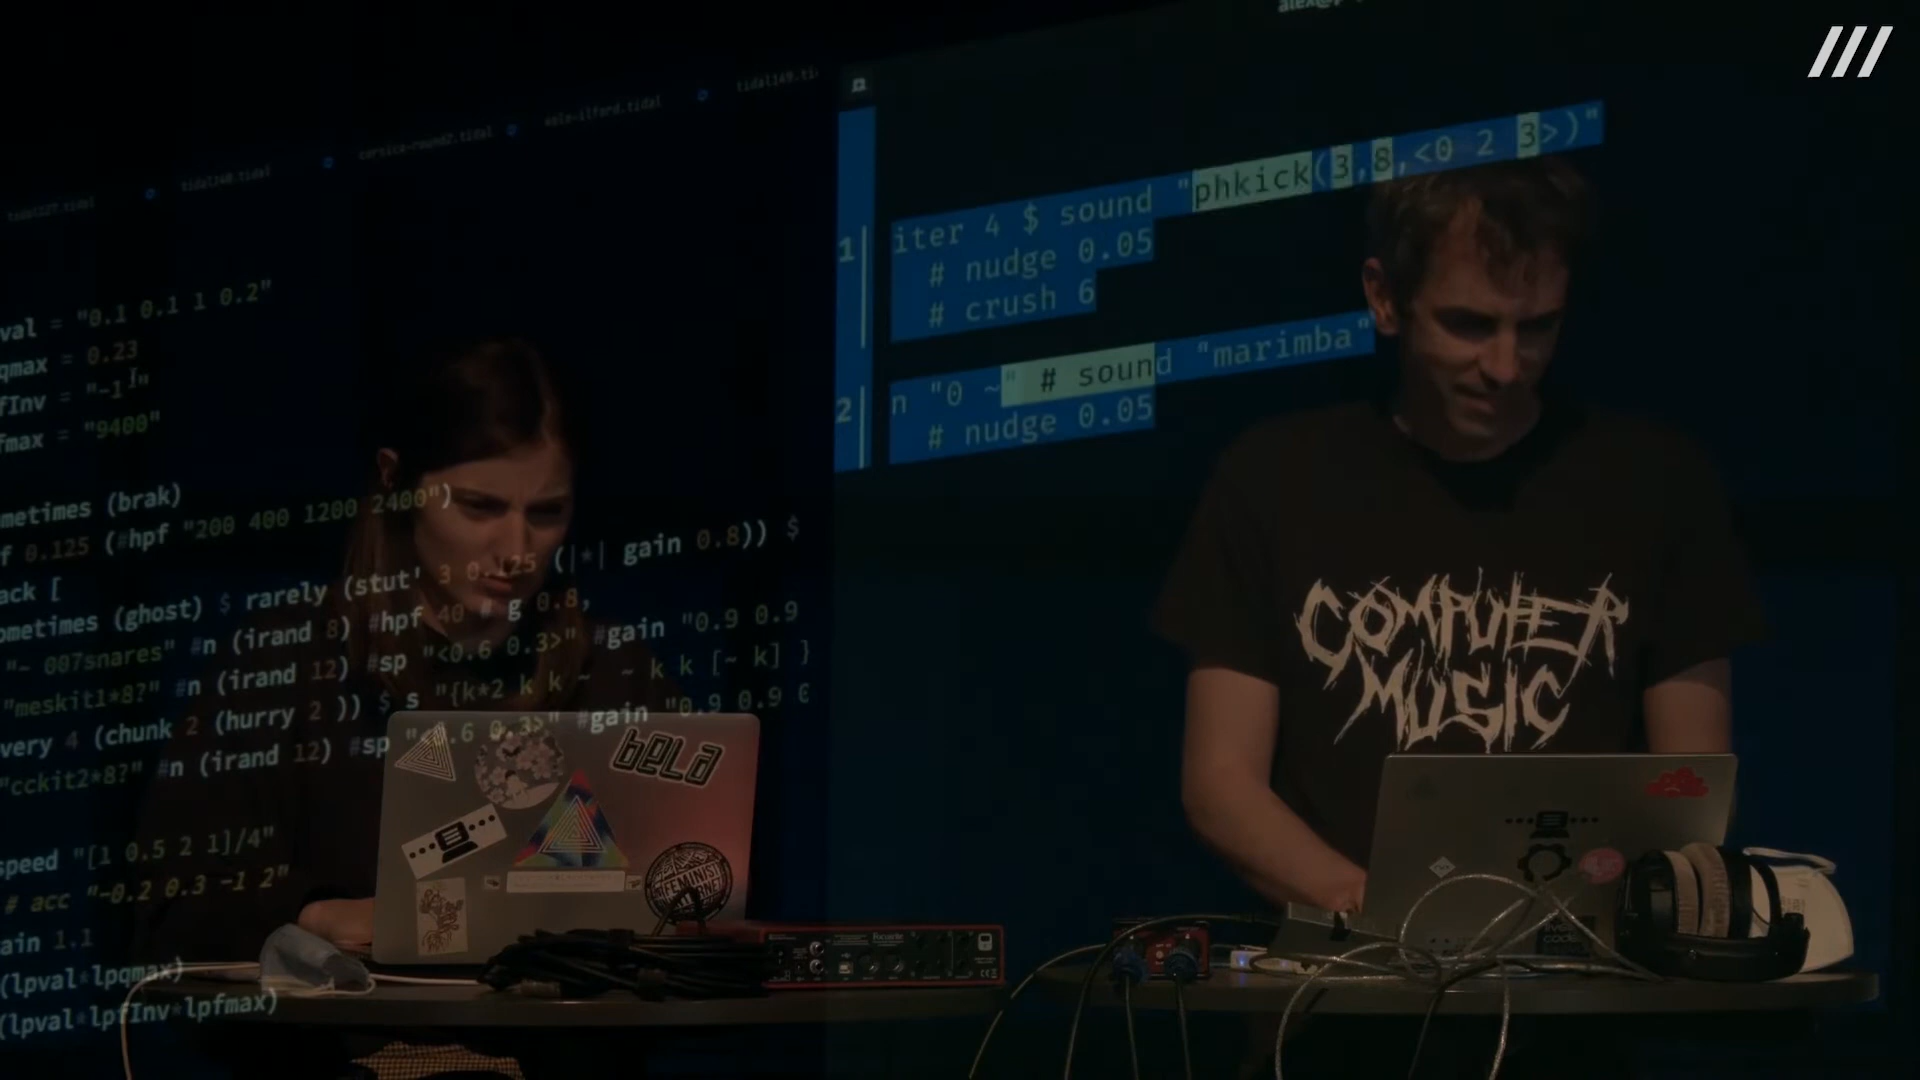 tidal127.tidal tidal148.tidal corsica-round2.tidal wolo-ilford.tidal tidal149.ti
val = "0.1 0.1 1 0.2"
qmax = 0.23
fInv = "-1"
fmax = "9400"
metimes (brak)
f 0.125 (#hpf "200 400 1200 2400")
ack [
ometimes (ghost) $ rarely (stut' 3 0.125 (|*| gain 0.8)) $
"~ 007snares" #n (irand 8) #hpf 40 # g 0.8,
"meskit1*8?" #n (irand 12) #sp "<0.6 0.3>" #gain "0.9 0.9
very 4 (chunk 2 (hurry 2 )) $ s "{k*2 k k ~ ~ k k [~ k] }
"cckit2*8?" #n (irand 12) #sp "<0.6 0.3>" #gain "0.9 0.9 0
speed "[1 0.5 2 1]/4"
# acc "-0.2 0.3 -1 2"
ain 1.1
(lpval*lpqmax)
(lpval*lpfInv*lpfmax)
1 iter 4 $ sound "phkick(3,8,<0 2 3>)"
# nudge 0.05
# crush 6
2 n "0 ~" # sound "marimba"
# nudge 0.05
COMPUTER
MUSIC
bela
FEMINIST
Focusrite